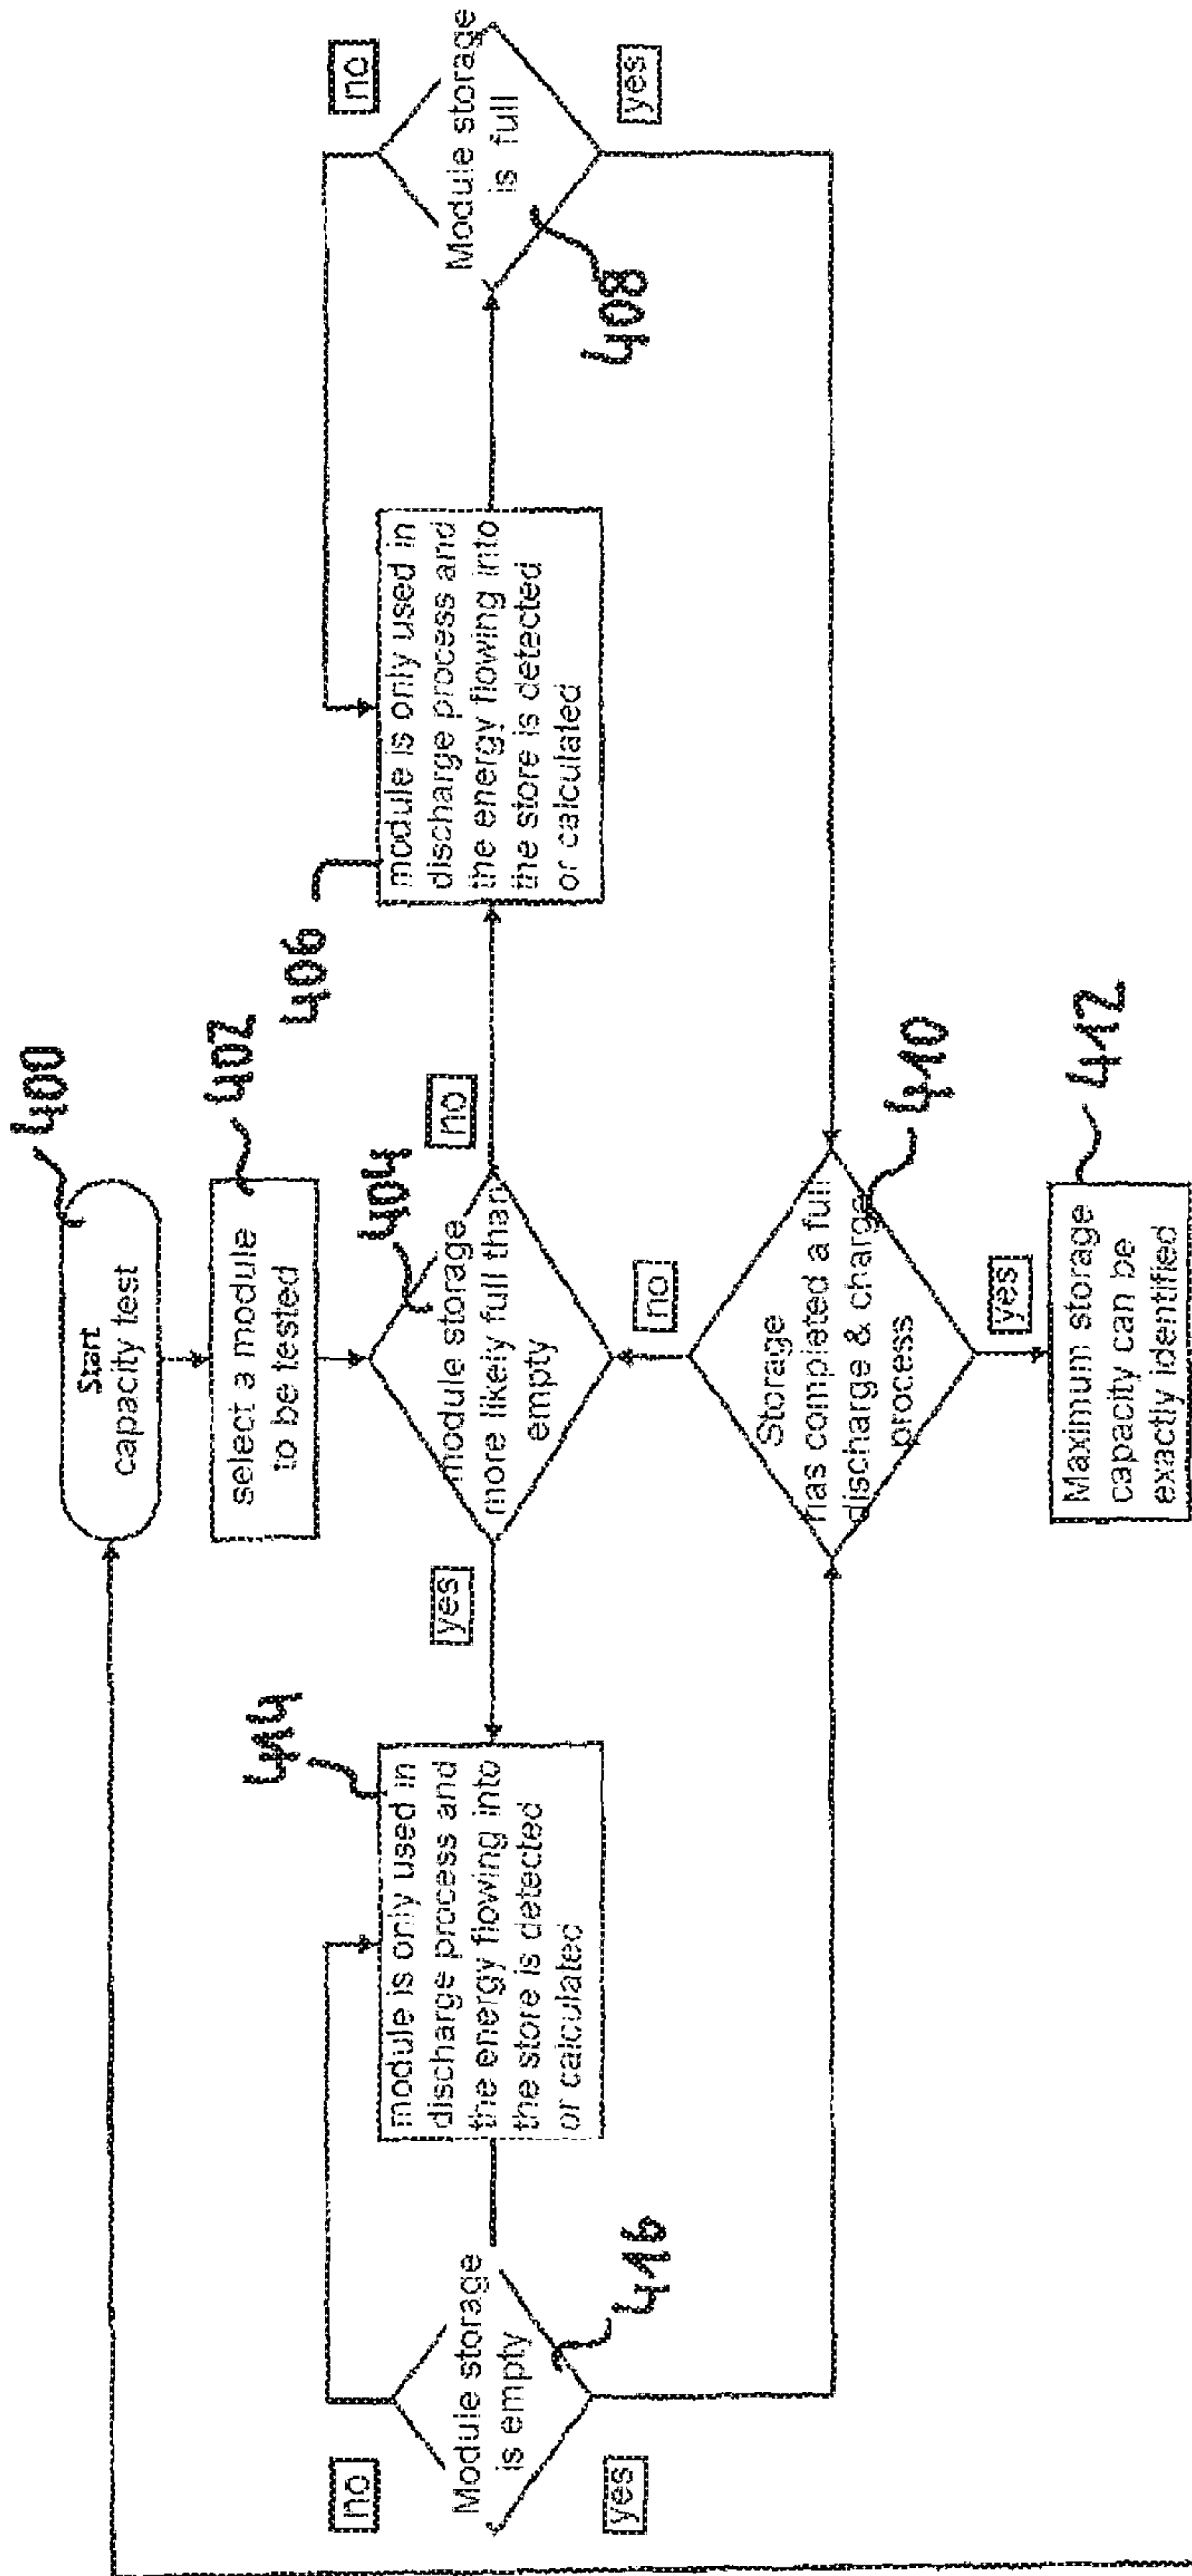 400
Start
capacity test
402
select a module
to be tested
404
module storage
more likely full than
empty
yes
no
414
module is only used in
discharge process and
the energy flowing into
the store is detected
or calculated
406
module is only used in
discharge process and
the energy flowing into
the store is detected
or calculated
no
Module storage
is empty
416
yes
no
Module storage
is full
408
yes
no
Storage
has completed a full
discharge & charge
process
410
yes
Maximum storage
capacity can be
exactly identified
412